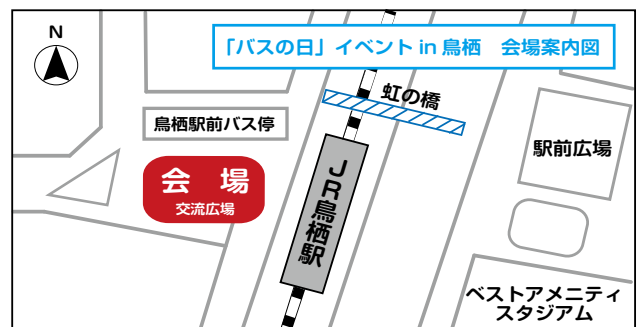 N
「バスの日」イベント in 鳥栖　会場案内図
虹の橋
鳥栖駅前バス停
駅前広場
会 場
交流広場
JR鳥栖駅
ベストアメニティ
スタジアム